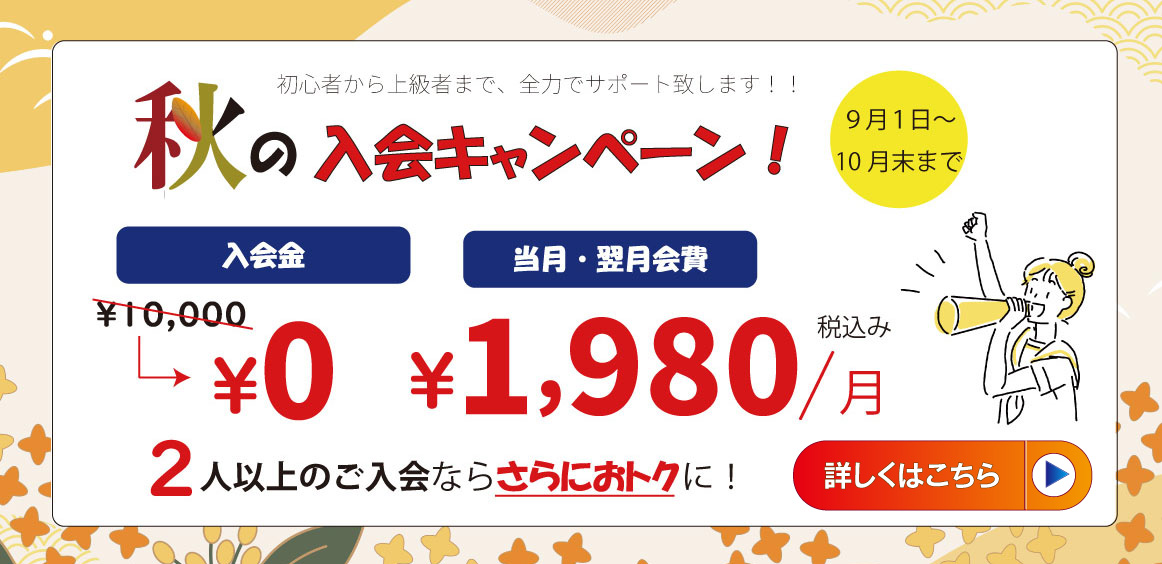 初心者から上級者まで、全力でサポート致します！！
秋の入会キャンペーン！
9月1日～
10月末まで
入会金
当月・翌月会費
¥10,000
¥0
¥1,980/月
税込み
2人以上のご入会ならさらにおトクに！
詳しくはこちら